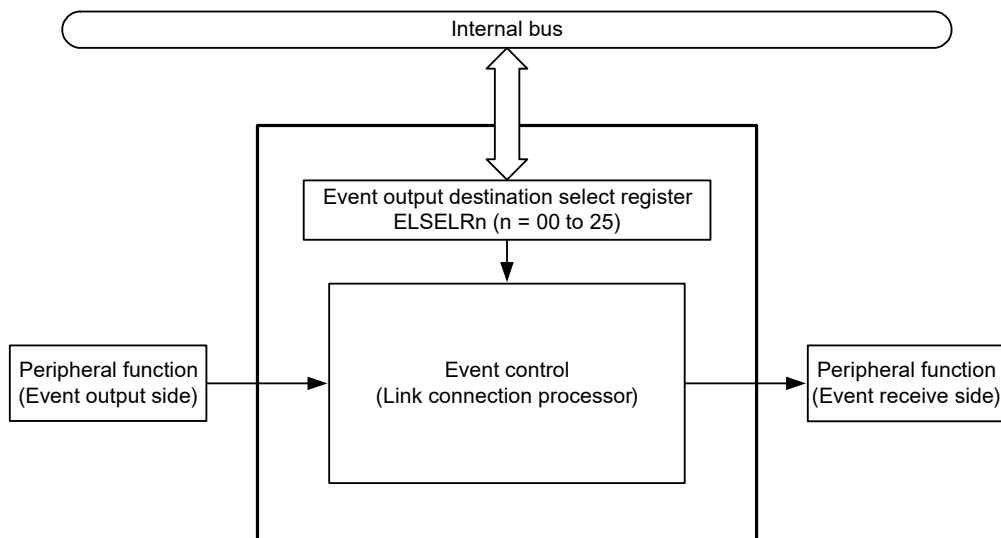 Internal bus
Event output destination select register
ELSELRn (n = 00 to 25)
Peripheral function
(Event output side)
Event control
(Link connection processor)
Peripheral function
(Event receive side)